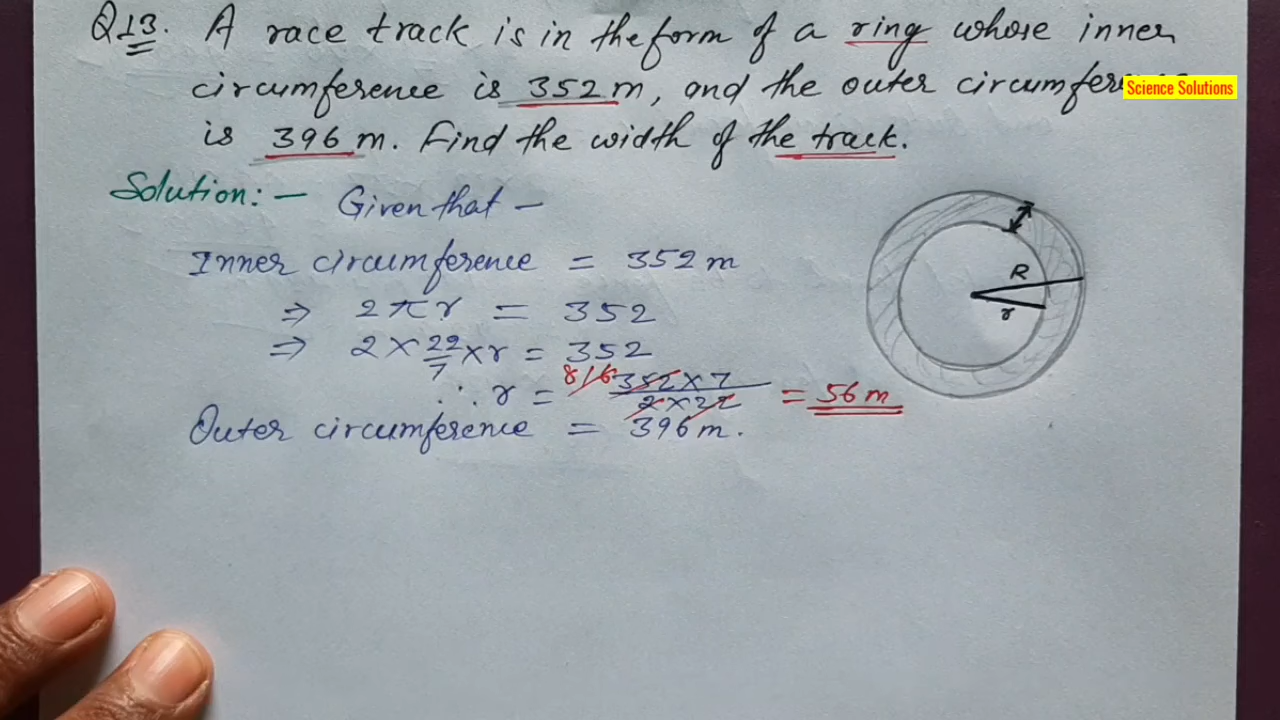 Q13. A race track is in the form of a ring whose inner
circumference is 352 m, and the outer circumference
Science Solutions
is 396 m. Find the width of the track.
Solution:- Given that -
Inner circumference = 352 m
⇒ 2πr = 352
⇒ 2 × 22/7 × r = 352
∴ r = 8 16 352 × 7 / 2 × 22 = 56 m
Outer circumference = 396 m.
R
r